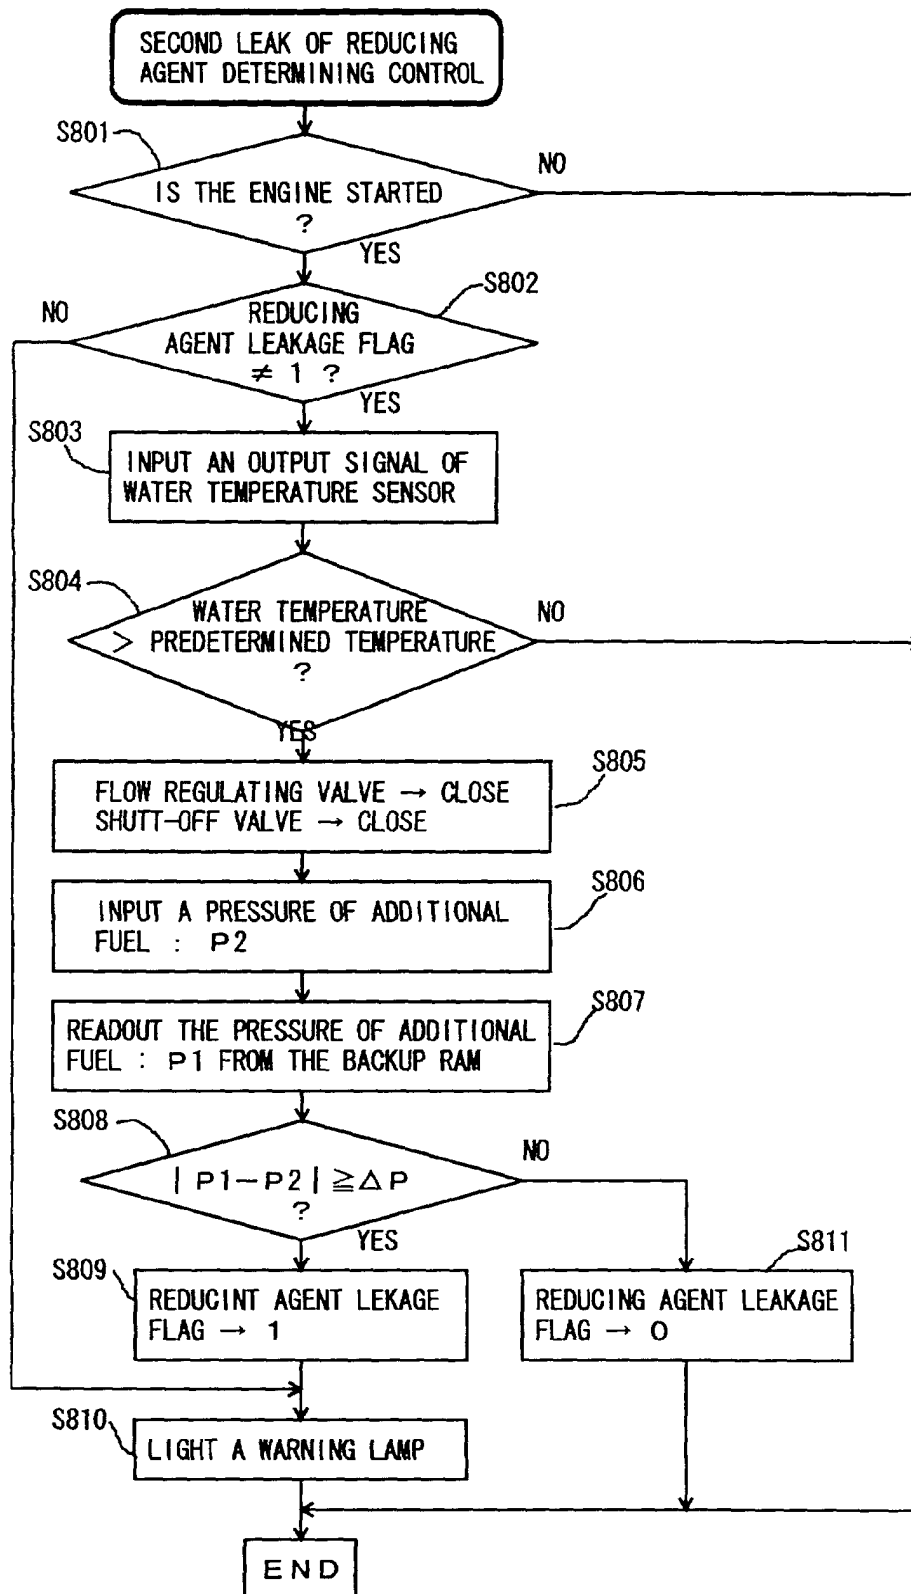 SECOND LEAK OF REDUCING
AGENT DETERMINING CONTROL
S801
NO
IS THE ENGINE STARTED
?
YES
S802
NO
REDUCING
AGENT LEAKAGE FLAG
≠ 1 ?
YES
S803
INPUT AN OUTPUT SIGNAL OF
WATER TEMPERATURE SENSOR
S804
WATER TEMPERATURE
NO
> PREDETERMINED TEMPERATURE
?
YES
S805
FLOW REGULATING VALVE → CLOSE
SHUTT-OFF VALVE → CLOSE
S806
INPUT A PRESSURE OF ADDITIONAL
FUEL : P2
S807
READOUT THE PRESSURE OF ADDITIONAL
FUEL : P1 FROM THE BACKUP RAM
S808
NO
| P1-P2 | ≧ ΔP
?
YES
S809
REDUCINT AGENT LEKAGE
FLAG → 1
S811
REDUCING AGENT LEAKAGE
FLAG → 0
S810
LIGHT A WARNING LAMP
END